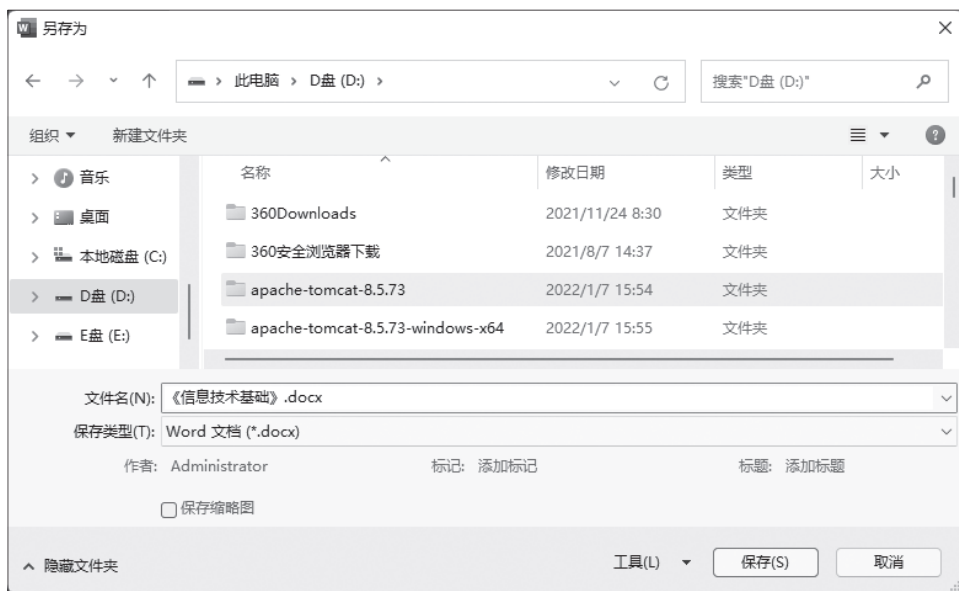 另存为
此电脑 > D盘 (D:) >
搜索"D盘 (D:)"
组织 新建文件夹
名称 修改日期 类型 大小
音乐
桌面
本地磁盘 (C:)
D盘 (D:)
E盘 (E:)
360Downloads 2021/11/24 8:30 文件夹
360安全浏览器下载 2021/8/7 14:37 文件夹
apache-tomcat-8.5.73 2022/1/7 15:54 文件夹
apache-tomcat-8.5.73-windows-x64 2022/1/7 15:55 文件夹
文件名(N): 《信息技术基础》.docx
保存类型(T): Word 文档 (*.docx)
作者: Administrator 标记: 添加标记 标题: 添加标题
保存缩略图
隐藏文件夹 工具(L) 保存(S) 取消